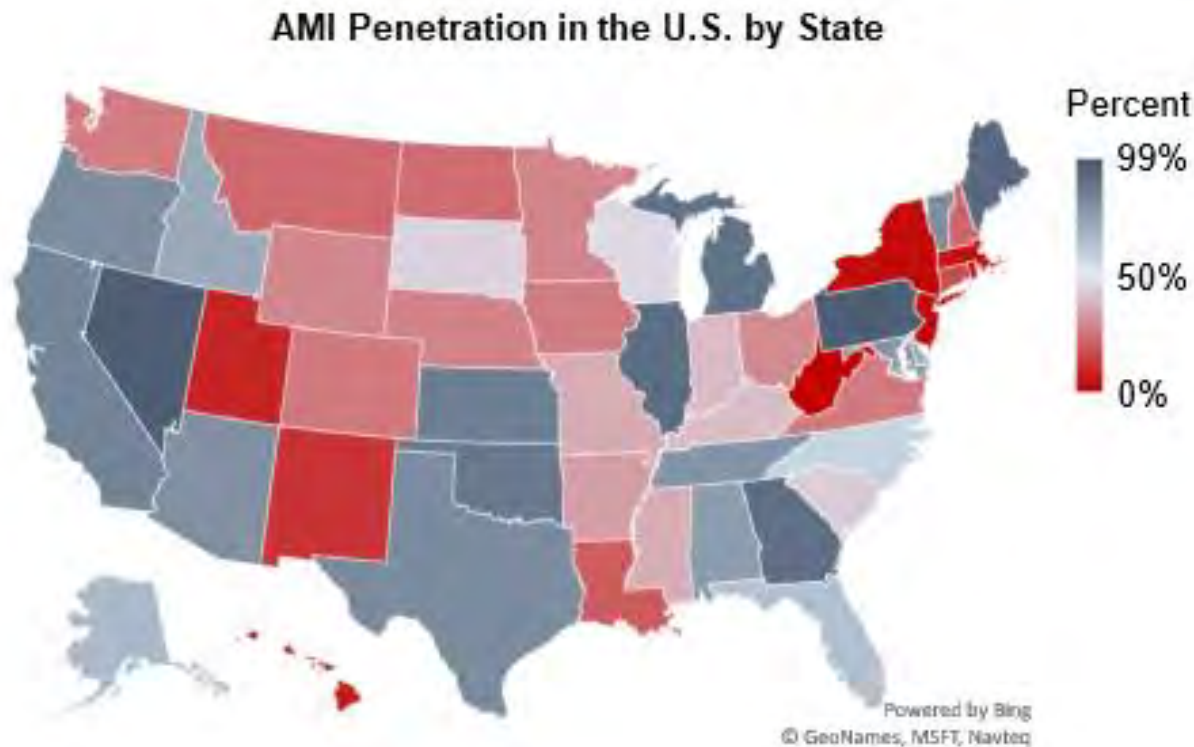 AMI Penetration in the U.S. by State
Percent
99%
50%
0%
Powered by Bing
© GeoNames, MSFT, Navteq